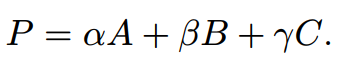 P = αA + βB + γC.